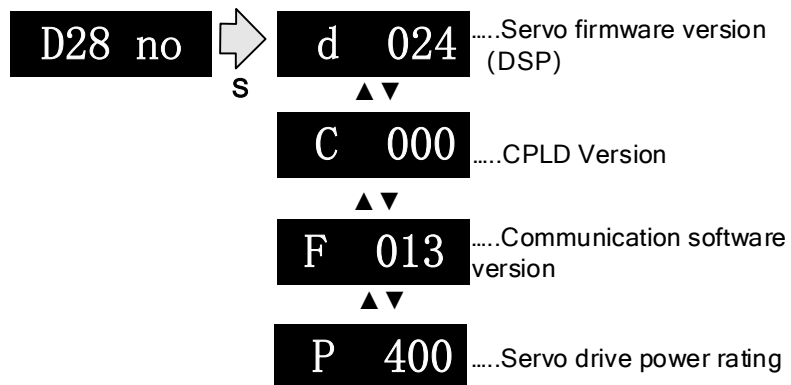 D28 no
S
d 024 .....Servo firmware version
(DSP)
▲▼
C 000 .....CPLD Version
▲▼
F 013 .....Communication software
version
▲▼
P 400 .....Servo drive power rating